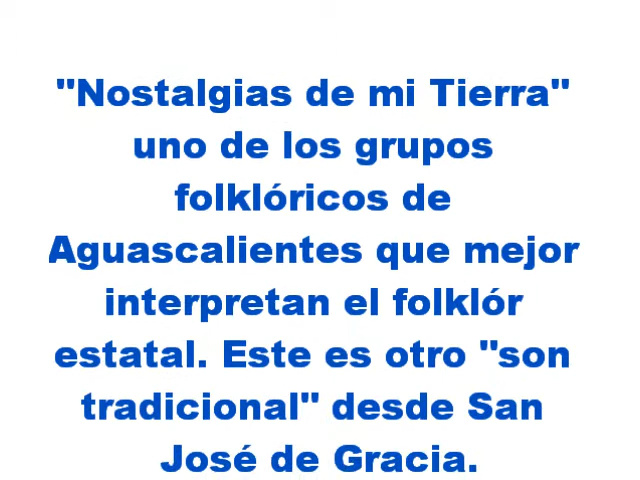 "Nostalgias de mi Tierra"
uno de los grupos
folklóricos de
Aguascalientes que mejor
interpretan el folklór
estatal. Este es otro "son
tradicional" desde San
José de Gracia.